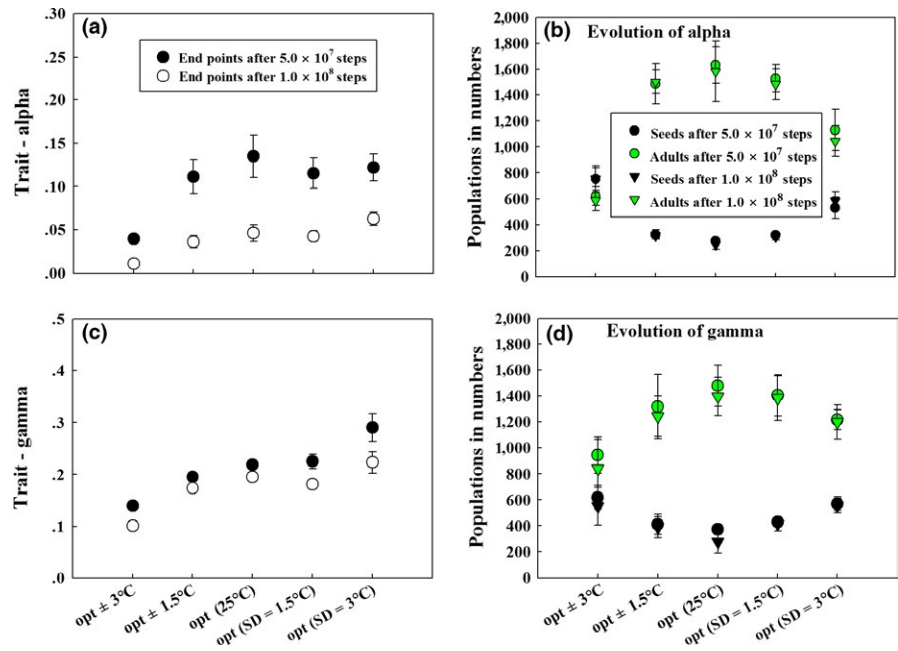 (a)
.30
.25
.20
.15
.10
.05
.00
Trait - alpha
End points after 5.0 × 10⁷ steps
End points after 1.0 × 10⁸ steps
(b) Evolution of alpha
2,000
1,800
1,600
1,400
1,200
1,000
800
600
400
200
0
Populations in numbers
Seeds after 5.0 × 10⁷ steps
Adults after 5.0 × 10⁷ steps
Seeds after 1.0 × 10⁸ steps
Adults after 1.0 × 10⁸ steps
(c)
.5
.4
.3
.2
.1
.0
Trait - gamma
opt ± 3°C
opt ± 1.5°C
opt (25°C)
opt (SD = 1.5°C)
opt (SD = 3°C)
(d) Evolution of gamma
2,000
1,800
1,600
1,400
1,200
1,000
800
600
400
200
0
Populations in numbers
opt ± 3°C
opt ± 1.5°C
opt (25°C)
opt (SD = 1.5°C)
opt (SD = 3°C)